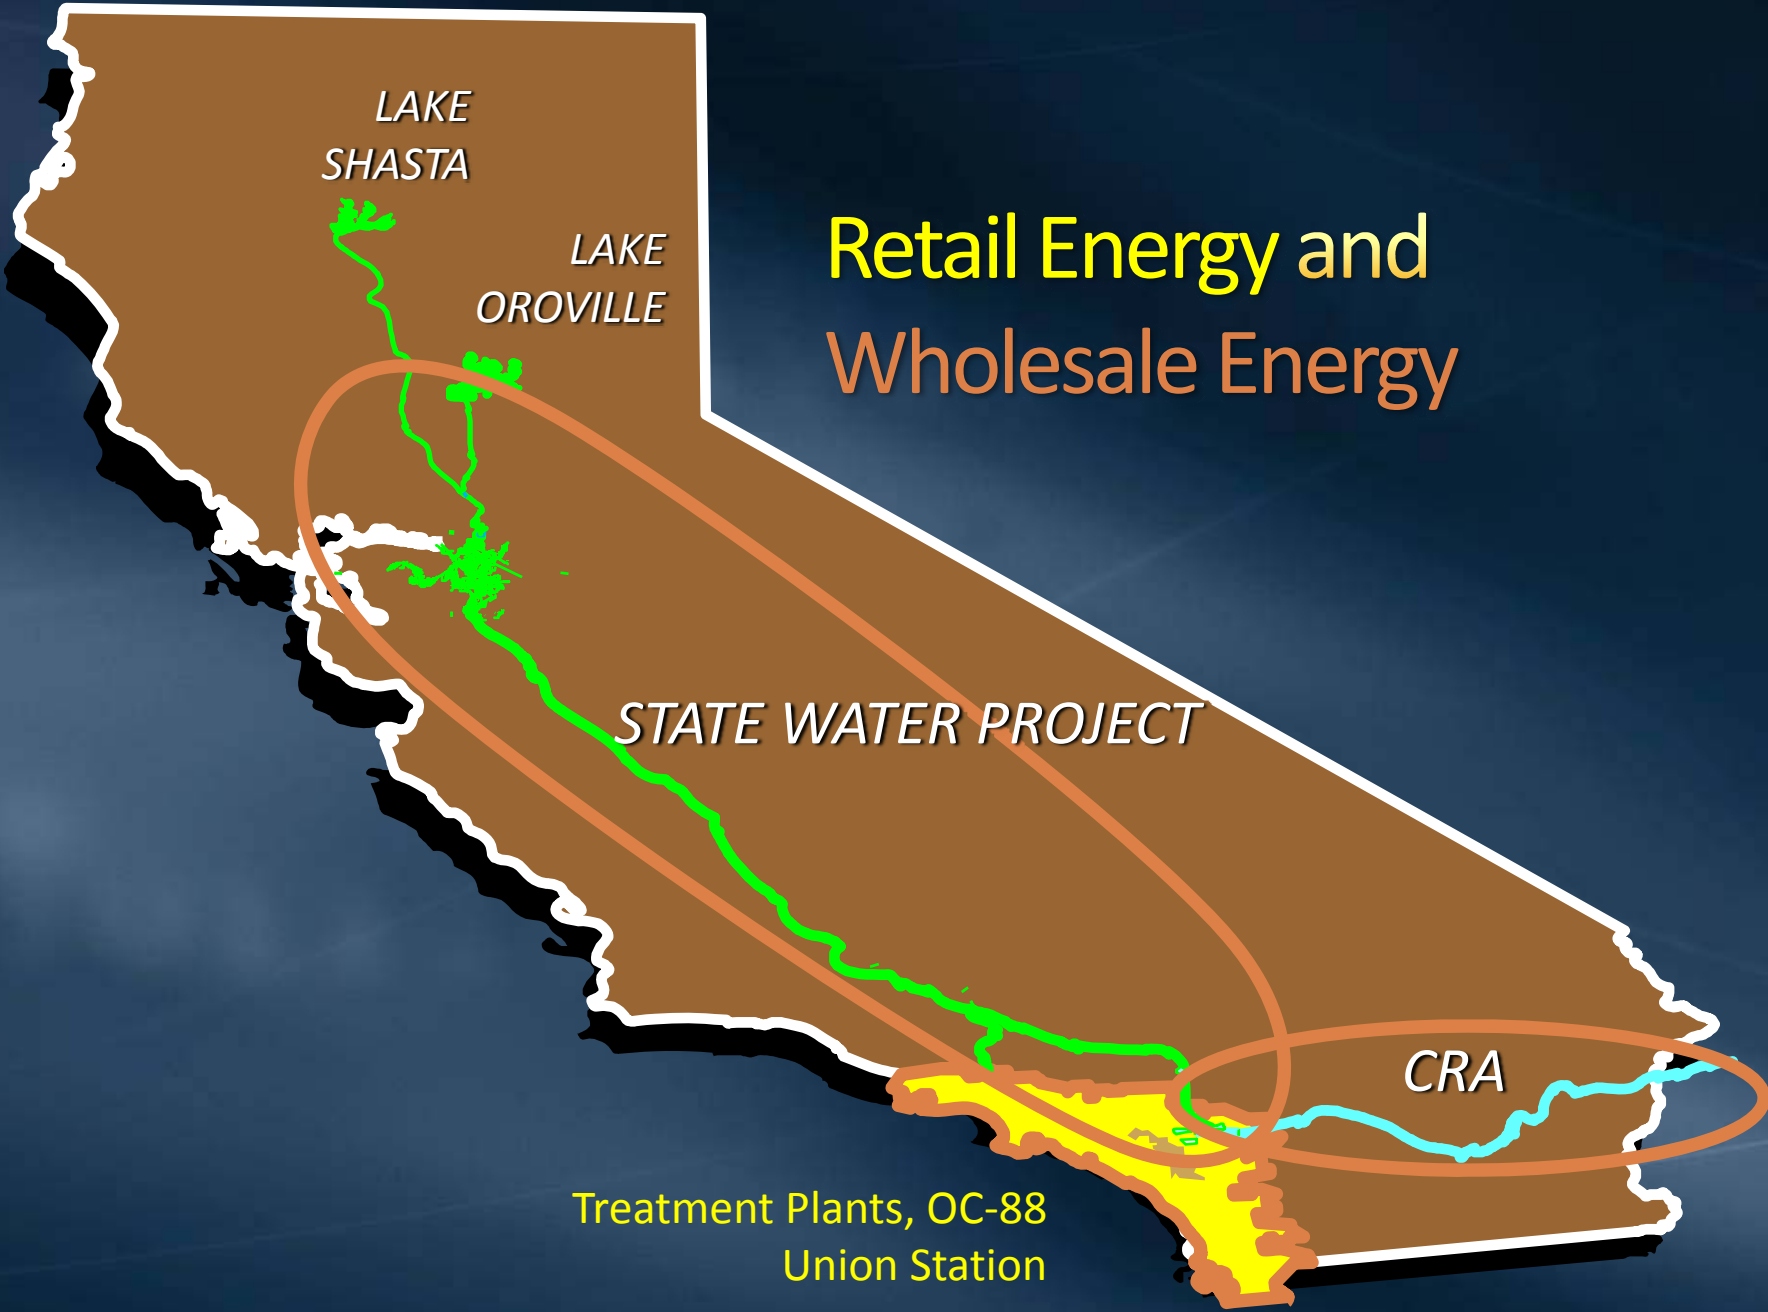 LAKE
SHASTA
LAKE
OROVILLE
Retail Energy and
Wholesale Energy
STATE WATER PROJECT
CRA
Treatment Plants, OC-88
Union Station